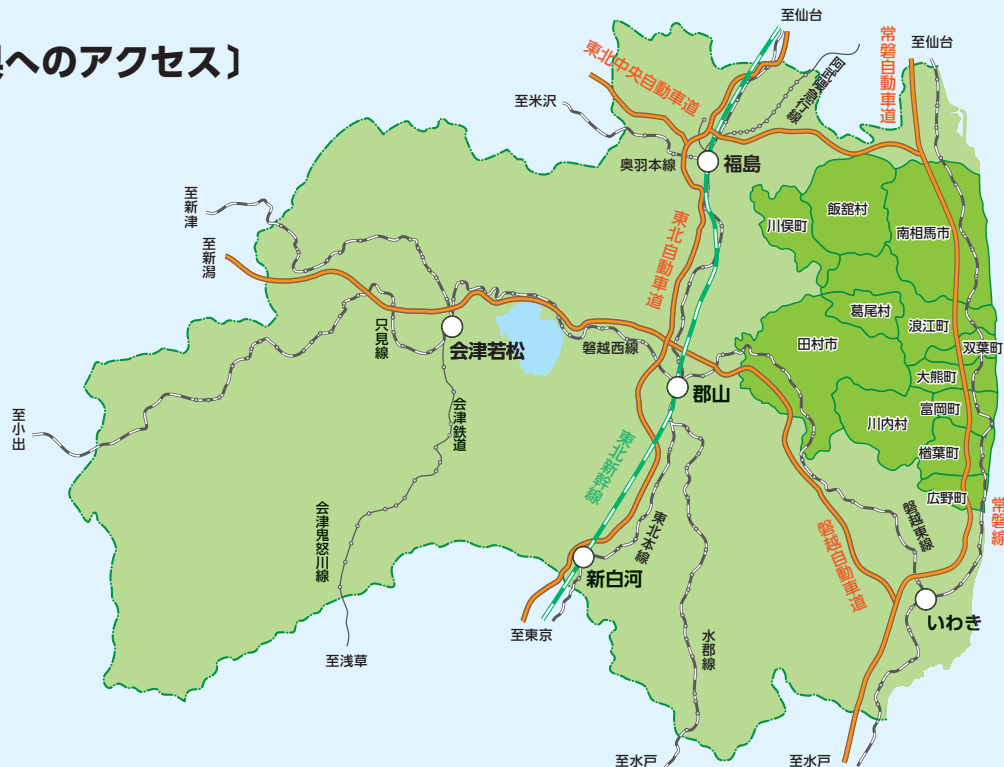 県へのアクセス〕
至仙台
至仙台
常磐自動車道
東北中央自動車道
阿武隈急行線
至米沢
奥羽本線
福島
飯舘村
川俣町
南相馬市
至新津
至新潟
東北自動車道
葛尾村
浪江町
田村市
双葉町
只見線
会津若松
磐越西線
大熊町
郡山
富岡町
川内村
至小出
会津鉄道
東北新幹線
楢葉町
広野町
常磐線
会津鬼怒川線
東北本線
磐越東線
磐越自動車道
新白河
いわき
至東京
水郡線
至浅草
至水戸
至水戸